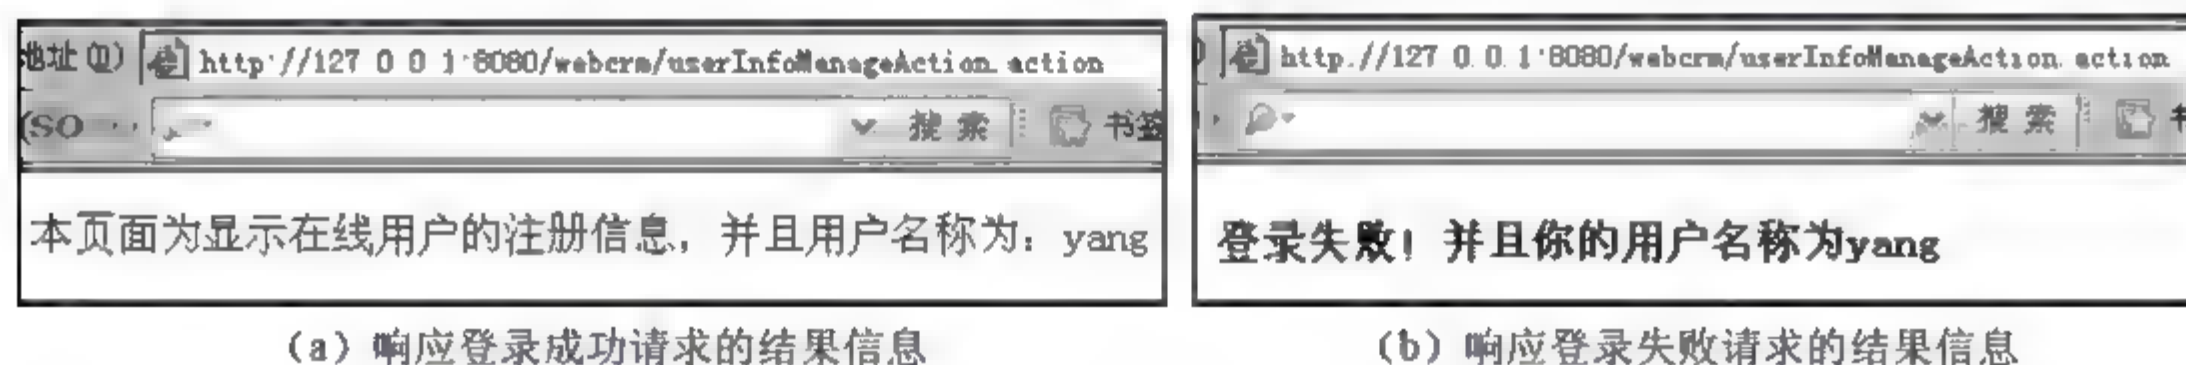 地址(D) http://127.0.0.1:8080/webcrm/userInfoManageAction.action
(SO 搜索 书签
本页面为显示在线用户的注册信息，并且用户名称为：yang
(a) 响应登录成功请求的结果信息
http://127.0.0.1:8080/webcrm/userInfoManageAction.action
搜索
登录失败！并且你的用户名称为yang
(b) 响应登录失败请求的结果信息